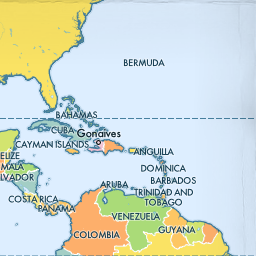 BERMUDA
BAHAMAS
CUBA
Gonaives
CAYMAN ISLANDS
ANGUILLA
ELIZE
MALA
LVADOR
DOMINICA
BARBADOS
ARUBA
TRINIDAD AND
TOBAGO
COSTA RICA
PANAMA
VENEZUELA
GUYANA
COLOMBIA